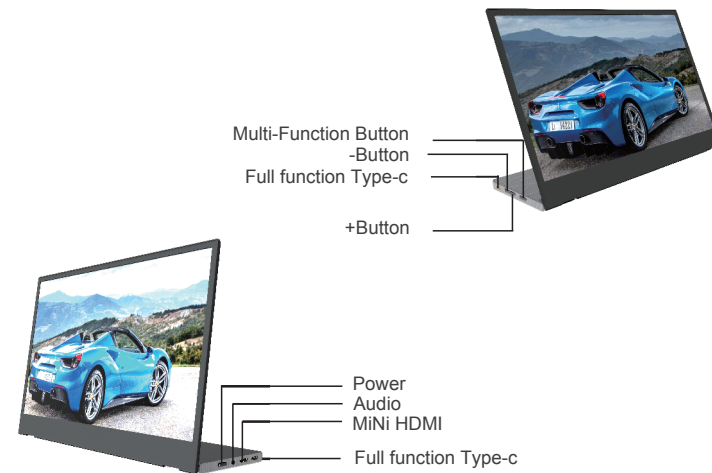 Multi-Function Button
-Button
Full function Type-c
+Button
Power
Audio
MiNi HDMI
Full function Type-c